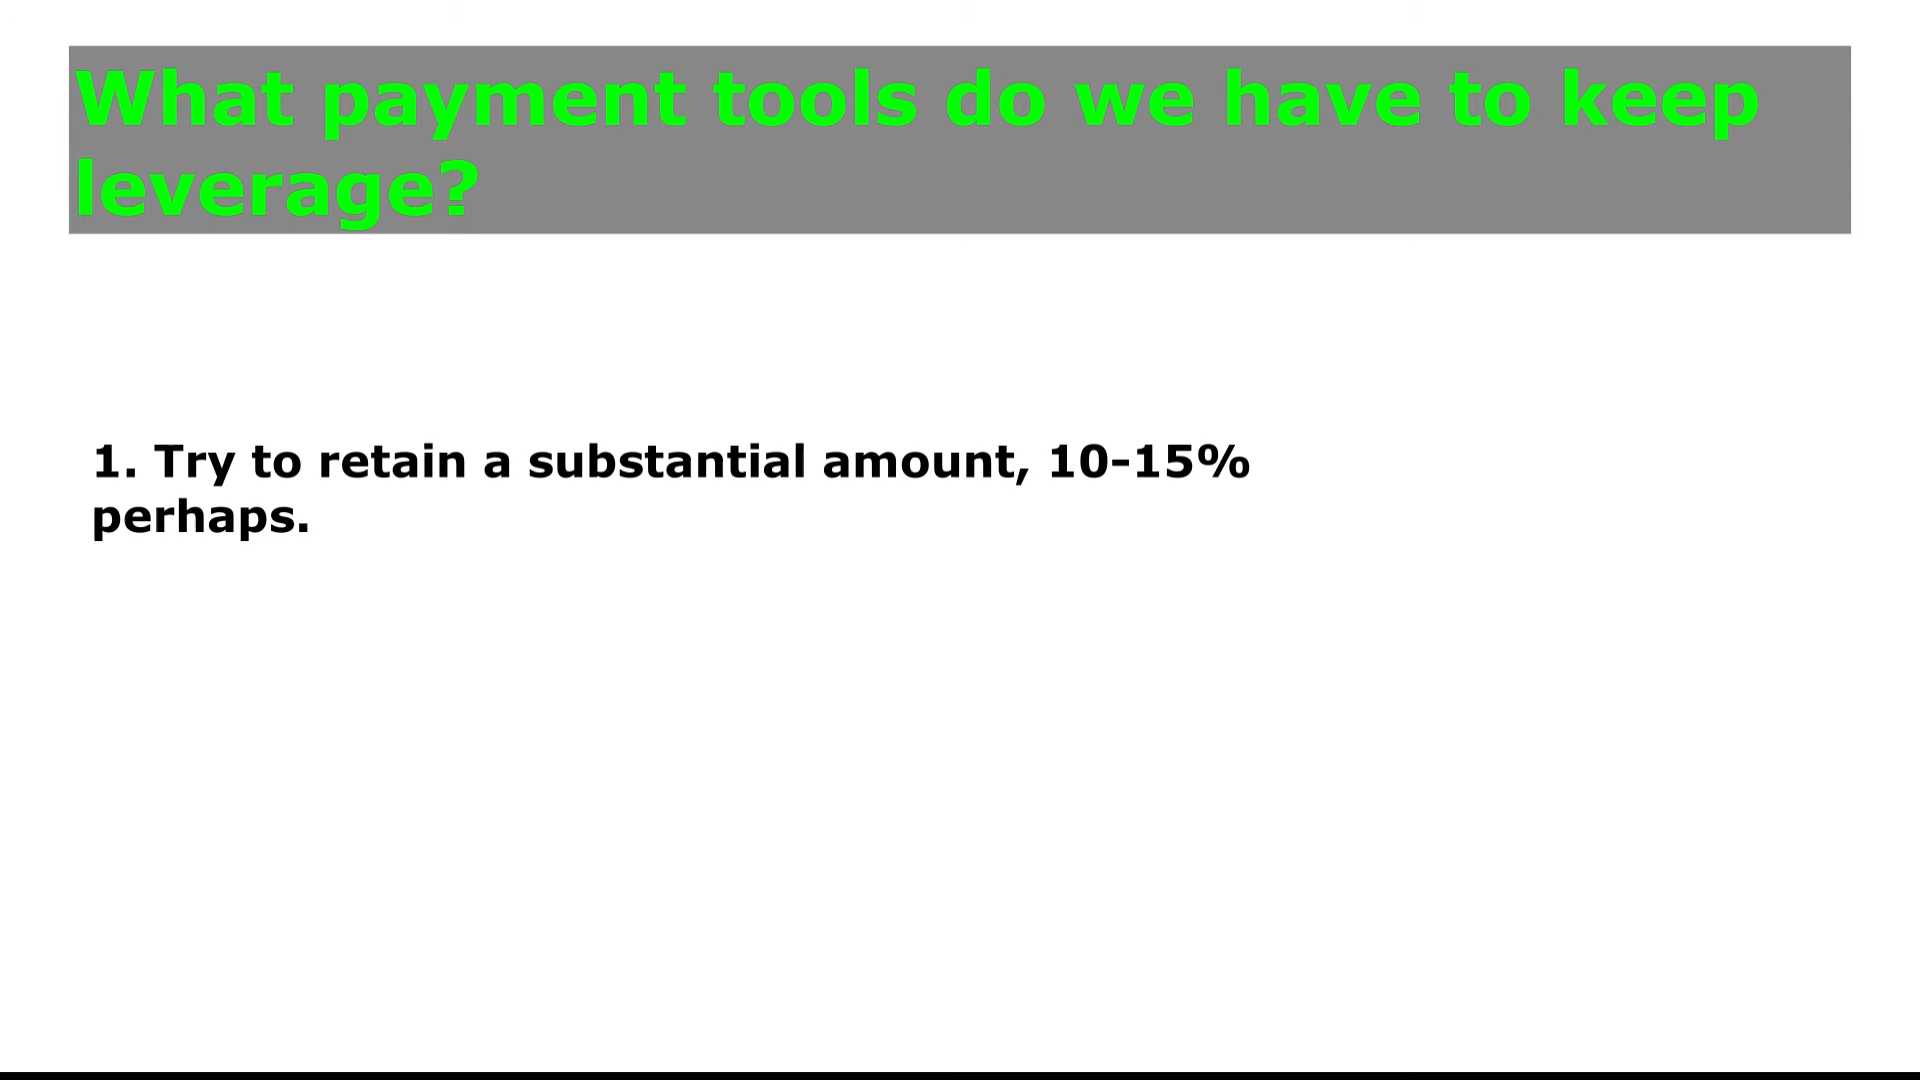 What payment tools do we have to keep
leverage?
1. Try to retain a substantial amount, 10-15%
perhaps.